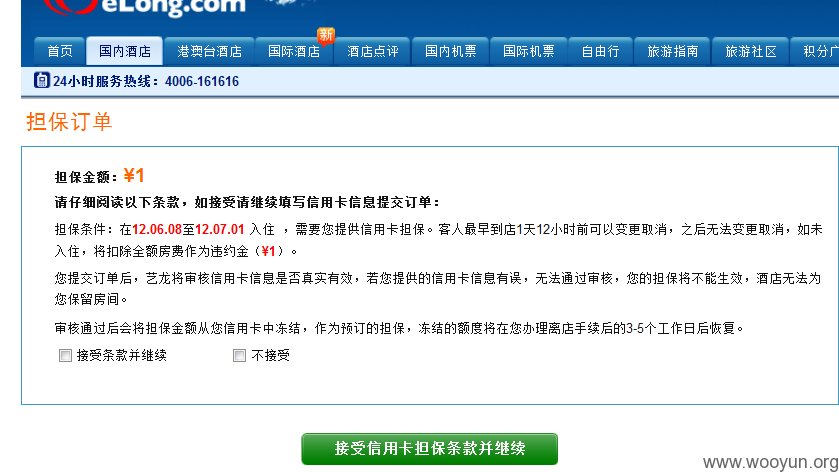 eLong.com
新
首页 国内酒店 港澳台酒店 国际酒店 酒店点评 国内机票 国际机票 自由行 旅游指南 旅游社区 积分广
24小时服务热线：4006-161616
担保订单
担保金额：¥1
请仔细阅读以下条款，如接受请继续填写信用卡信息提交订单：
担保条件：在12.06.08至12.07.01 入住 ，需要您提供信用卡担保。客人最早到店1天12小时前可以变更取消，之后无法变更取消，如未
入住，将扣除全额房费作为违约金（¥1）。
您提交订单后，艺龙将审核信用卡信息是否真实有效，若您提供的信用卡信息有误，无法通过审核，您的担保将不能生效，酒店无法为
您保留房间。
审核通过后会将担保金额从您信用卡中冻结，作为预订的担保，冻结的额度将在您办理离店手续后的3-5个工作日后恢复。
接受条款并继续 不接受
接受信用卡担保条款并继续
www.wooyun.org